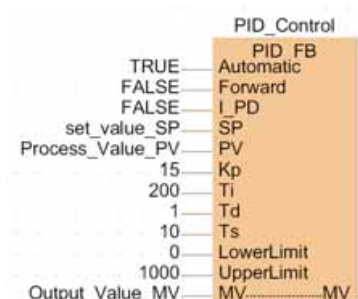 PID_Control
PID_FB
TRUE Automatic
FALSE Forward
FALSE I_PD
set_value_SP SP
Process_Value_PV PV
15 Kp
200 Ti
1 Td
10 Ts
0 LowerLimit
1000 UpperLimit
Output_Value_MV MV MV